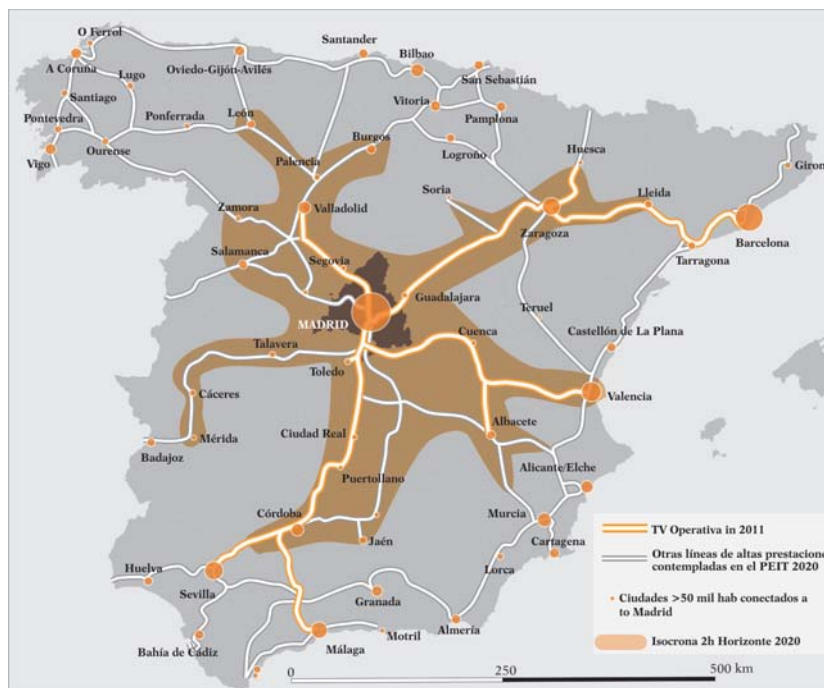 O Ferrol
Santander
Bilbao
A Coruña
Lugo
Oviedo-Gijón-Avilés
San Sebastián
Santiago
Vitoria
Pontevedra
Ponferrada
León
Pamplona
Burgos
Vigo
Ourense
Logroño
Huesca
Palencia
Giron
Soria
Lleida
Zamora
Valladolid
Zaragoza
Barcelona
Salamanca
Segovia
Tarragona
Guadalajara
Teruel
MADRID
Cuenca
Castellón de La Plana
Talavera
Toledo
Cáceres
Valencia
Ciudad Real
Albacete
Mérida
Badajoz
Alicante/Elche
Puertollano
Córdoba
Murcia
Jaén
Cartagena
Huelva
Lorca
Sevilla
Granada
Bahía de Cádiz
Málaga
Motril
Almería
TV Operativa in 2011
Otras líneas de altas prestacione
contempladas en el PEIT 2020
Ciudades >50 mil hab conectados a
to Madrid
Isocrona 2h Horizonte 2020
0 250 500 km